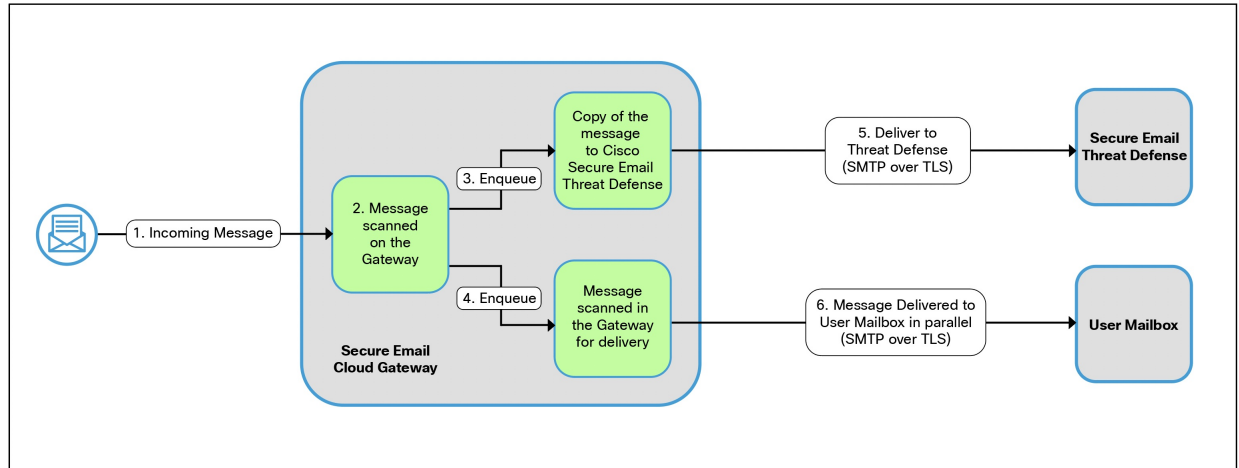 1. Incoming Message
2. Message
scanned
on the
Gateway
3. Enqueue
Copy of the
message
to Cisco
Secure Email
Threat Defense
4. Enqueue
Message
scanned in
the Gateway
for delivery
Secure Email
Cloud Gateway
5. Deliver to
Threat Defense
(SMTP over TLS)
Secure Email
Threat Defense
6. Message Delivered to
User Mailbox in parallel
(SMTP over TLS)
User Mailbox